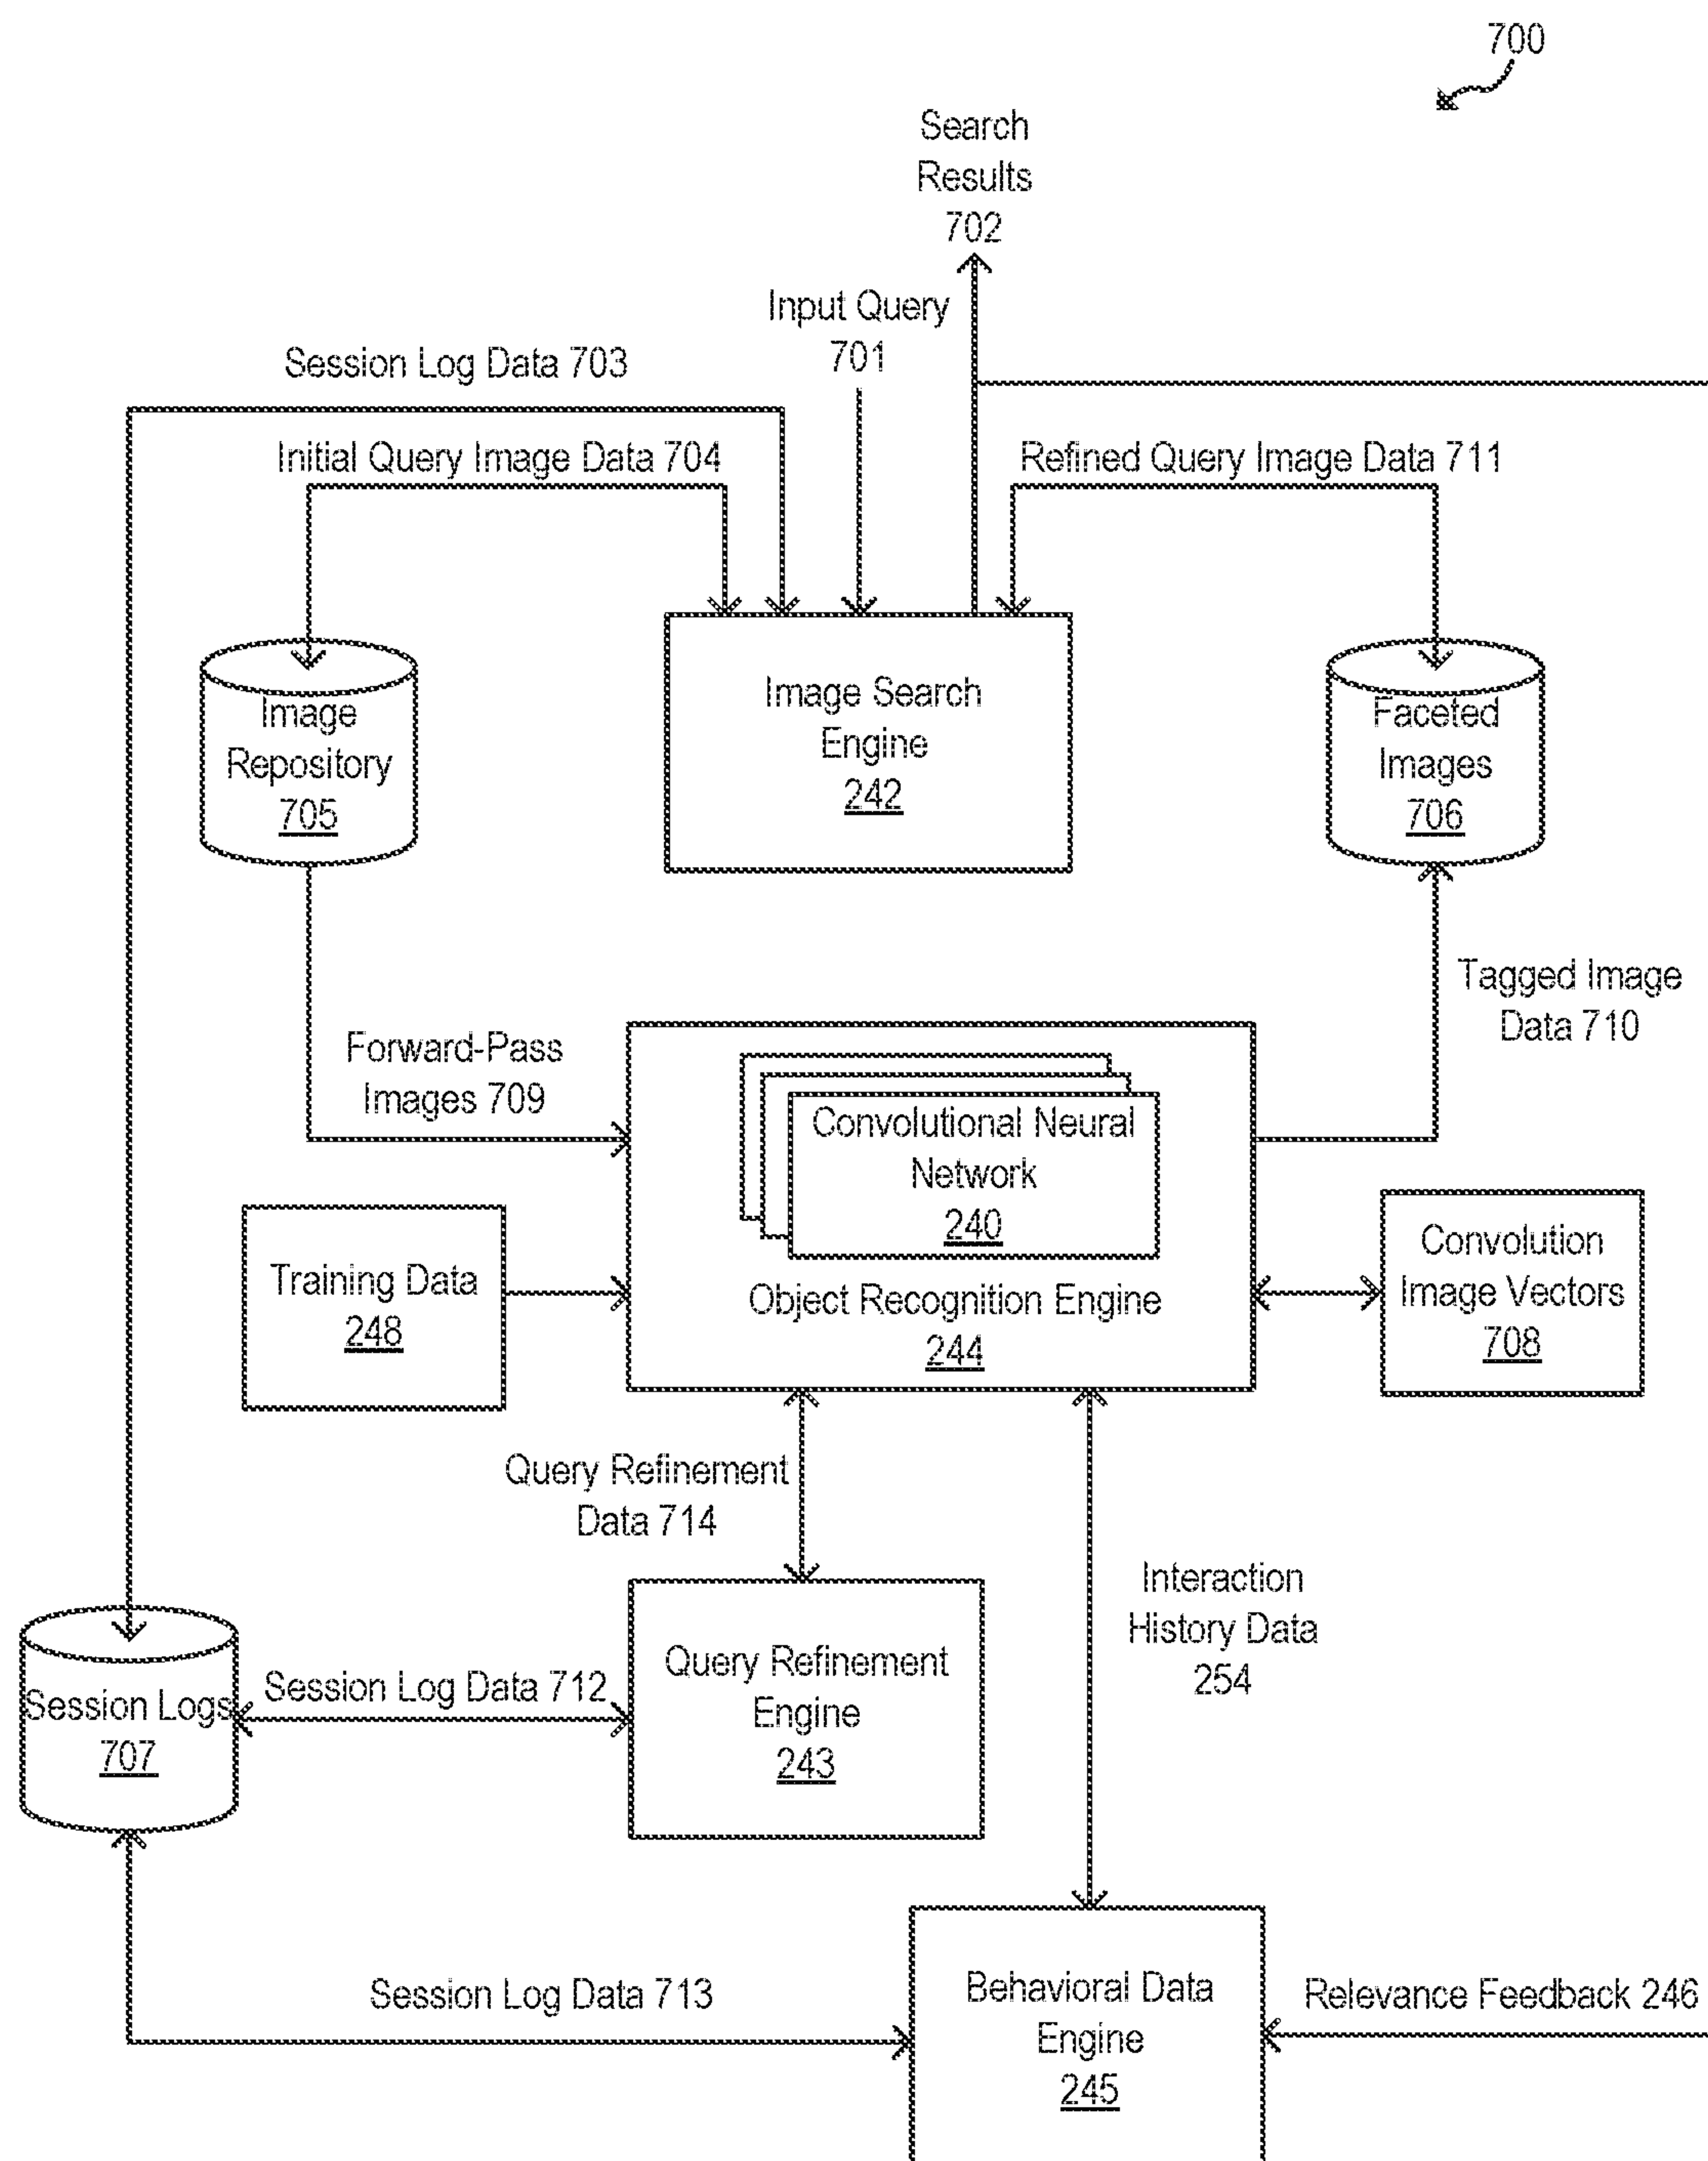 700
Search
Results
702
Input Query
701
Session Log Data 703
Initial Query Image Data 704
Refined Query Image Data 711
Image
Repository
705
Image Search
Engine
242
Faceted
Images
706
Tagged Image
Data 710
Forward-Pass
Images 709
Convolutional Neural
Network
240
Object Recognition Engine
244
Training Data
248
Convolution
Image Vectors
708
Query Refinement
Data 714
Interaction
History Data
254
Session Logs
707
Session Log Data 712
Query Refinement
Engine
243
Session Log Data 713
Behavioral Data
Engine
245
Relevance Feedback 246